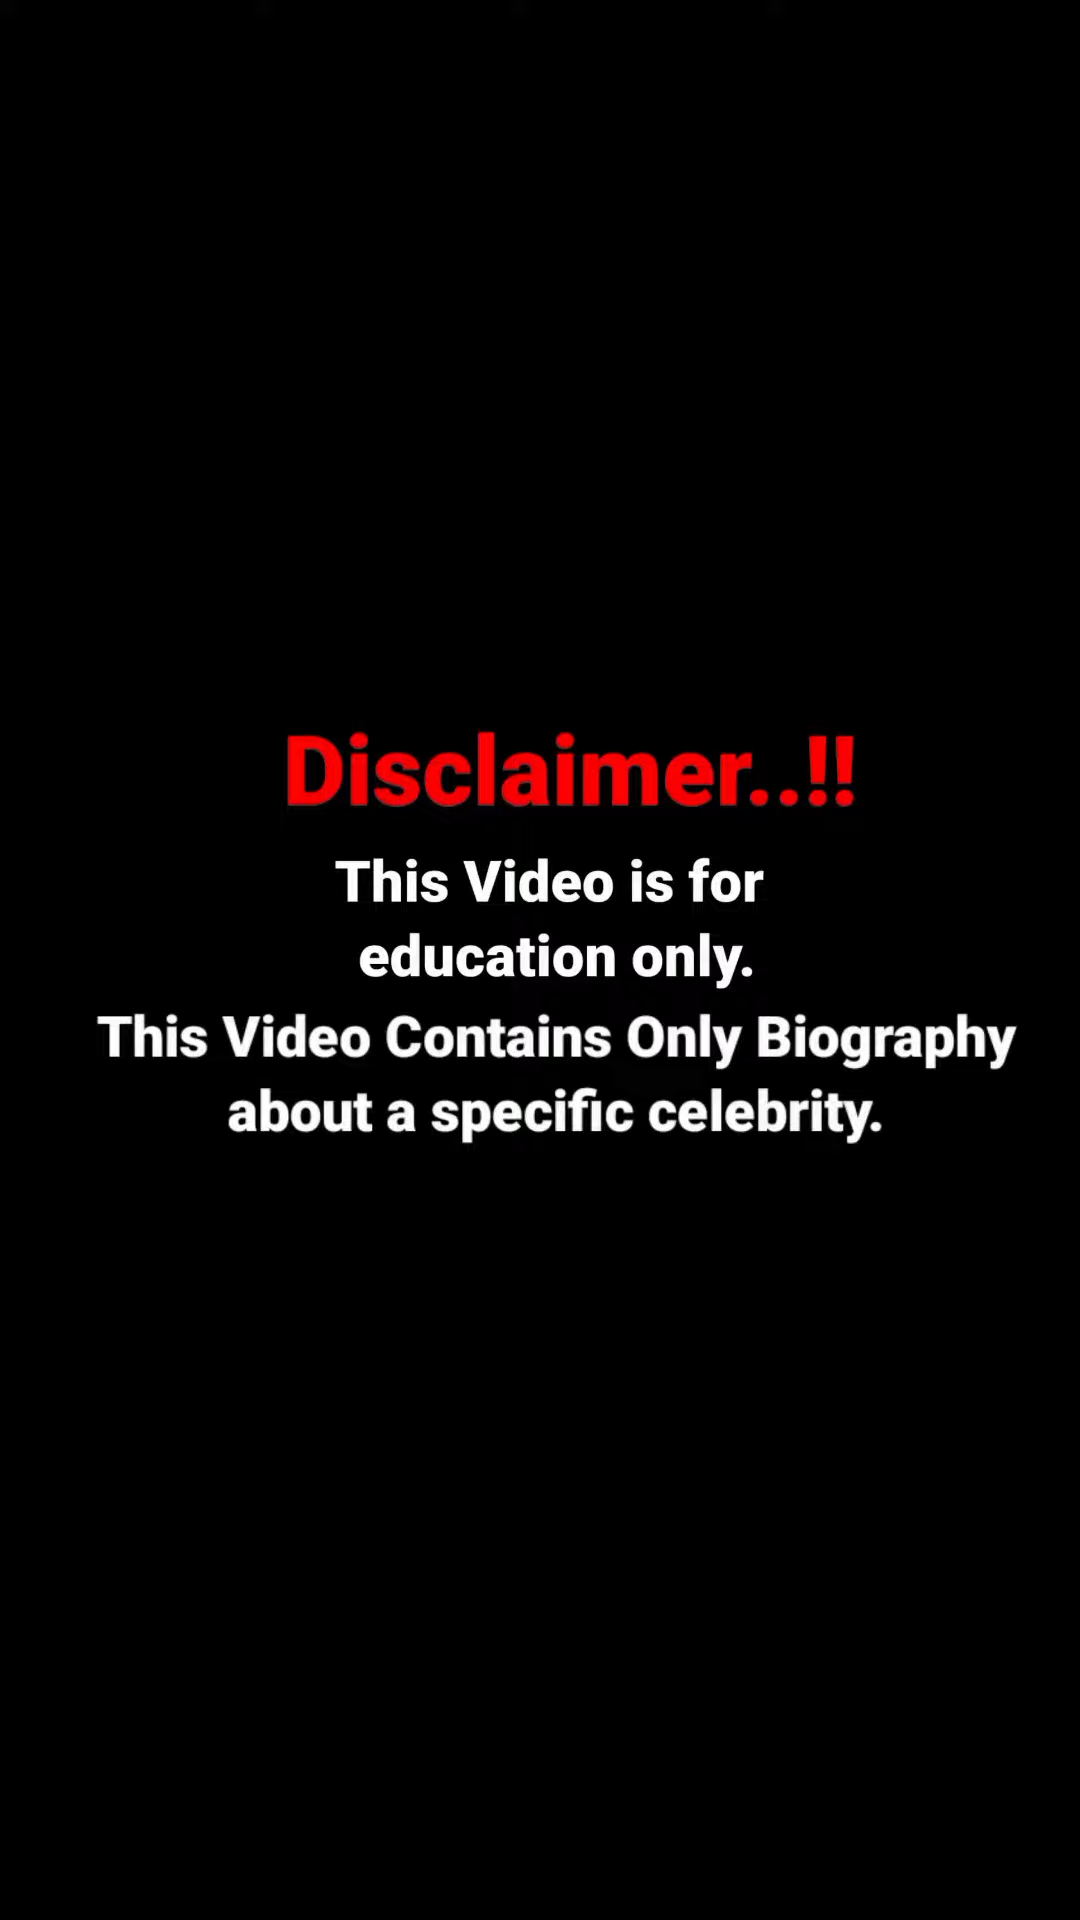 Disclaimer..!!
This Video is for
education only.
This Video Contains Only Biography
about a specific celebrity.